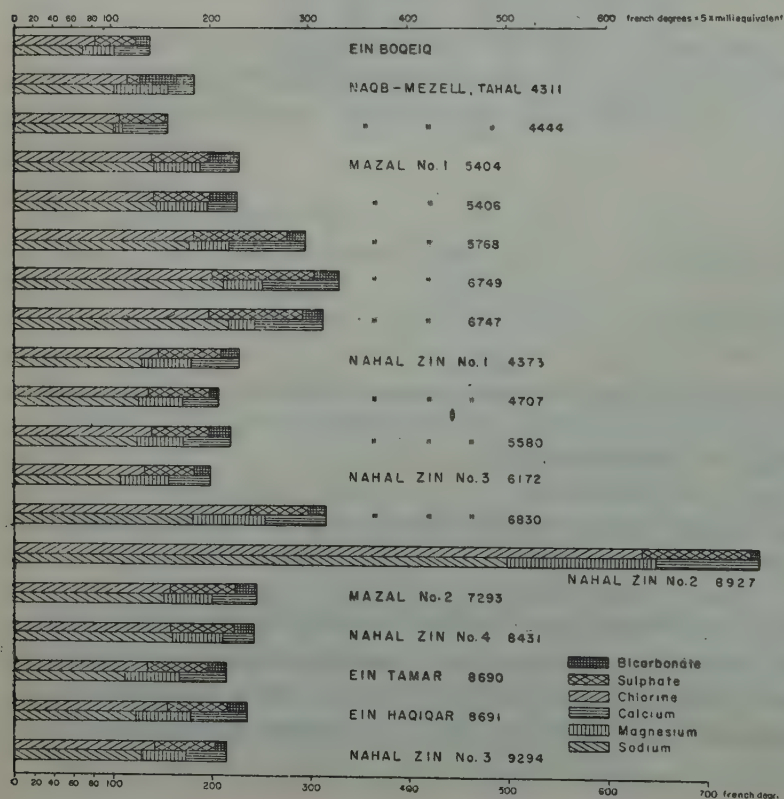 0 20 40 60 80 100 200 300 400 500 600 french degrees = 5 x milliequivalent
EIN BOQEIQ
NAQB-MEZELL, TAHAL 4311
" " " 4444
MAZAL No. 1 5404
" " 5406
" " 5768
" " 6749
" " 6747
NAHAL ZIN No. 1 4373
" " " 4707
" " " 5580
NAHAL ZIN No. 3 6172
" " " 6830
NAHAL ZIN No. 2 8927
MAZAL No. 2 7293
NAHAL ZIN No. 4 8431
EIN TAMAR 8690
EIN HAQIQAR 8691
NAHAL ZIN No. 3 9294
Bicarbonate
Sulphate
Chlorine
Calcium
Magnesium
Sodium
0 20 40 60 80 100 200 300 400 500 600 700 french degr.